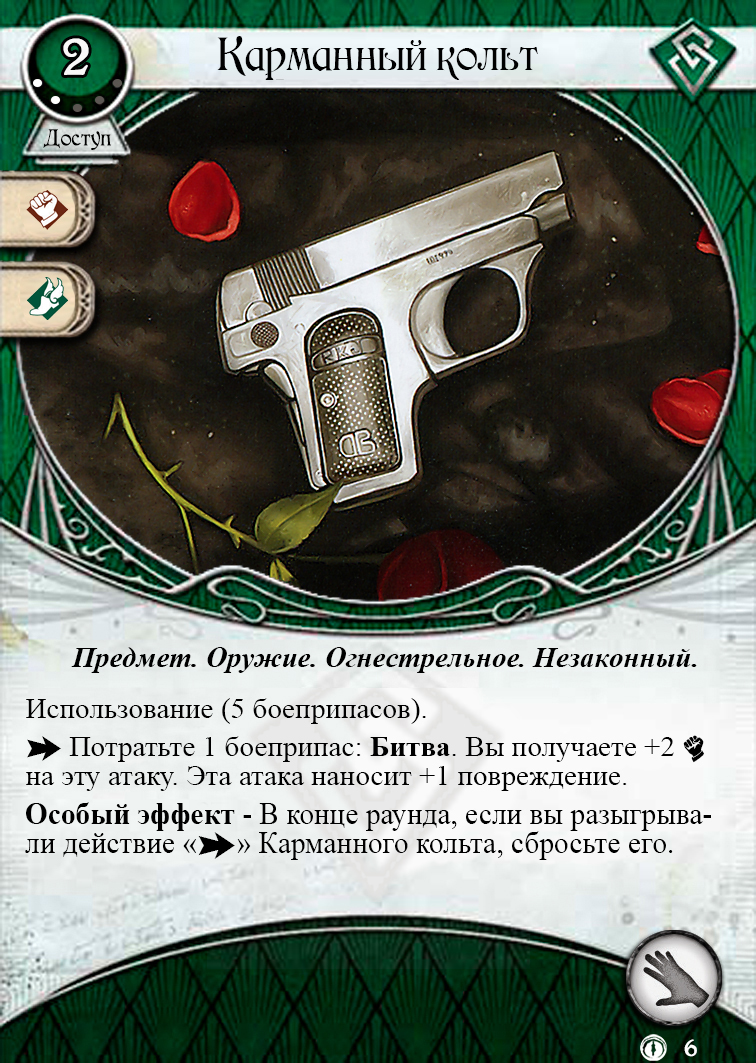 2
Карманный кольт
Доступ
Предмет. Оружие. Огнестрельное. Незаконный.
Использование (5 боеприпасов).
Потратьте 1 боеприпас: Битва. Вы получаете +2
на эту атаку. Эта атака наносит +1 повреждение.
Особый эффект - В конце раунда, если вы разыгрыва-
ли действие «» Карманного кольта, сбросьте его.
6